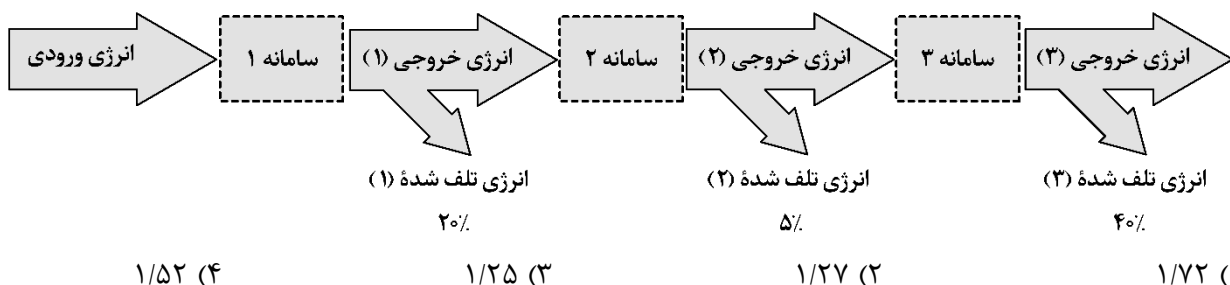 انرژی ورودی سامانه ۱ انرژی خروجی (۱) سامانه ۲ انرژی خروجی (۲) سامانه ۳ انرژی خروجی (۳)
انرژی تلف شدهٔ (۱) انرژی تلف شدهٔ (۲) انرژی تلف شدهٔ (۳)
۲۰٪ ۵٪ ۴۰٪
۱/۷۲ ( ۲) ۱/۲۷ ۳) ۱/۲۵ ۴) ۱/۵۲